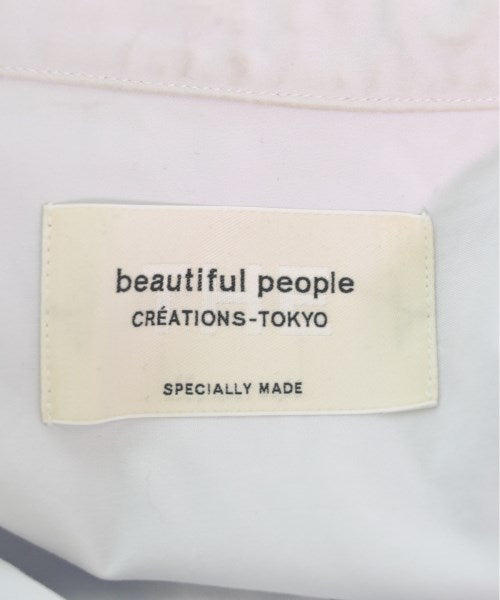 beautiful people
CRÉATIONS-TOKYO
SPECIALLY MADE